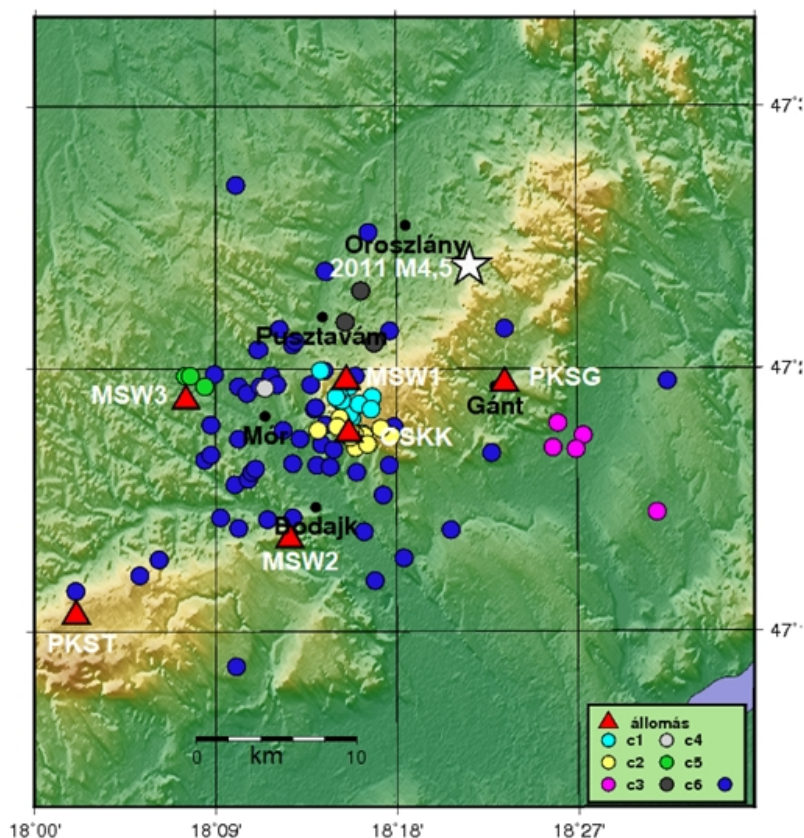 47°
Oroszlány
2011 M4,5
Pusztavám
47°
MSW1
PKSG
MSW3
Gánt
Mór
CSKK
Bodajk
MSW2
47°
PKST
állomás
0 km 10
c1 c4
c2 c5
c3 c6
18°00' 18°09' 18°18' 18°27'